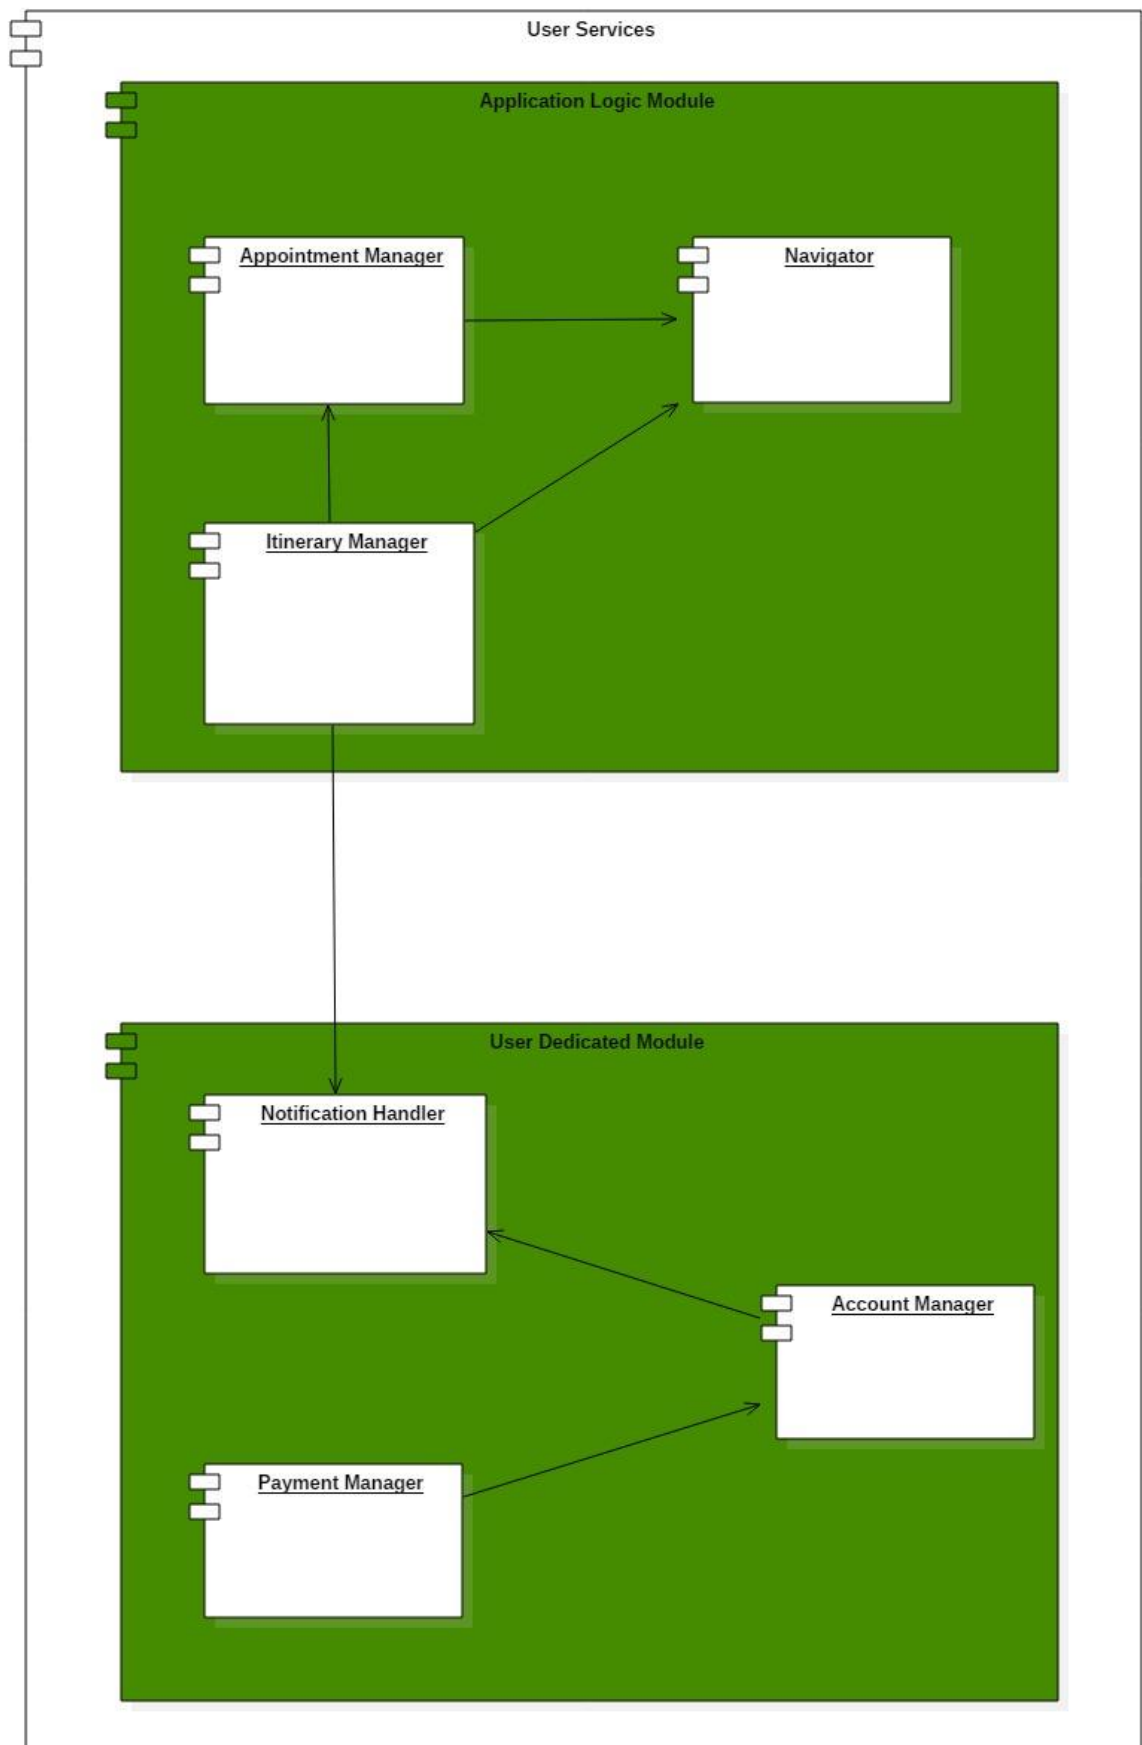 User Services
Application Logic Module
Appointment Manager
Navigator
Itinerary Manager
User Dedicated Module
Notification Handler
Account Manager
Payment Manager